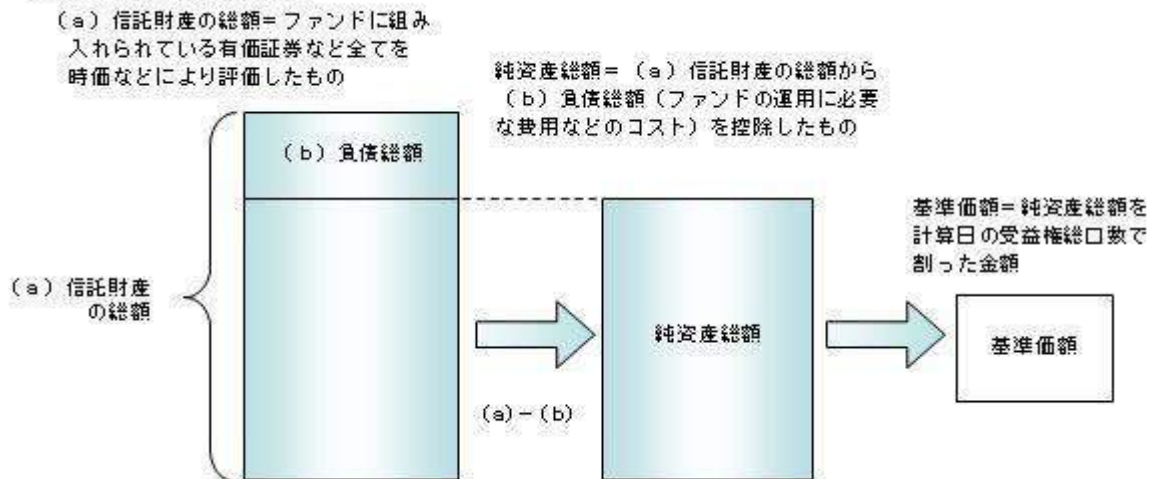 (a)信託財産の総額=ファンドに組み
入れられている有価証券など全てを
時価などにより評価したもの
純資産総額=(a)信託財産の総額から
(b)負債総額(ファンドの運用に必要
な費用などのコスト)を控除したもの
(b)負債総額
基準価額=純資産総額を
計算日の受益権総口数で
割った金額
(a)信託財産
の総額
純資産総額
基準価額
(a)-(b)